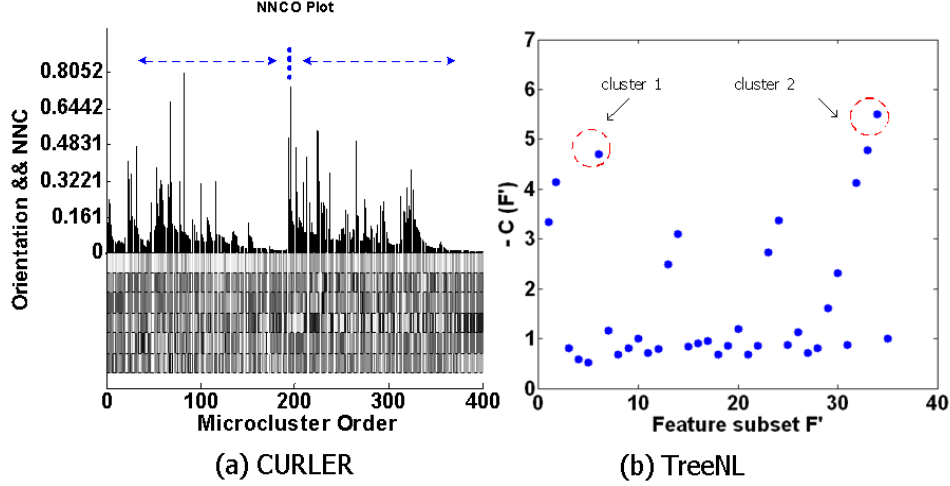 NNCO Plot
Orientation && NNC
0.8052
0.6442
0.4831
0.3221
0.161
0
0 100 200 300 400
Microcluster Order
(a) CURLER
- C (F')
7
6
5
4
3
2
1
0
cluster 1
cluster 2
0 10 20 30 40
Feature subset F'
(b) TreeNL